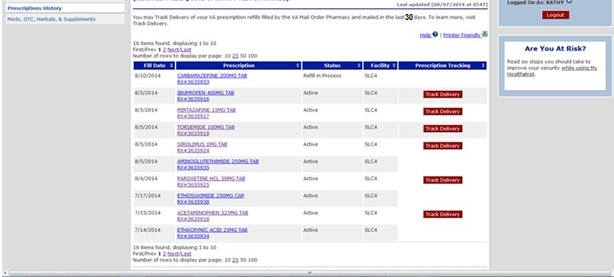 Prescriptions History
Meds, OTC, Herbals, & Supplements
Last updated [08/07/2014 at 0547]
You may Track Delivery of your VA prescription refills filled by the VA Mail Order Pharmacy and mailed in the last 30 days. To learn more, visit
Track Delivery.
Help | Printer Friendly
16 items found, displaying 1 to 10
First/Prev 1 2 Next/Last
Number of rows to display per page: 10 25 50 100
Fill Date Prescription Status Facility Prescription Tracking
8/10/2014 CARBAMAZEPINE 200MG TAB Refill in Process SLC4
RX#3635933
8/5/2014 IBUPROFEN 400MG TAB Active SLC4 Track Delivery
RX#3635916
8/5/2014 MIRTAZAPINE 15MG TAB Active SLC4 Track Delivery
RX#3635917
8/5/2014 TORSEMIDE 100MG TAB Active SLC4 Track Delivery
RX#3635919
8/5/2014 SIROLIMUS 1MG TAB Active SLC4 Track Delivery
RX#3635924
8/5/2014 AMINOGLUTETHIMIDE 250MG TAB Active SLC4
RX#3635935
8/4/2014 PAROXETINE HCL 30MG TAB Active SLC4 Track Delivery
RX#3635925
7/17/2014 ETHOSUXIMIDE 250MG CAP Active SLC4
RX#3635938
7/15/2014 ACETAMINOPHEN 325MG TAB Active SLC4 Track Delivery
RX#3635918
7/14/2014 ETHACRYNIC ACID 25MG TAB Active SLC4
RX#3635934
16 items found, displaying 1 to 10
First/Prev 1 2 Next/Last
Number of rows to display per page: 10 25 50 100
Logged On As: KATHY
Logout
Are You At Risk?
Read six steps you should take to
improve your security while using My
HealtheVet.